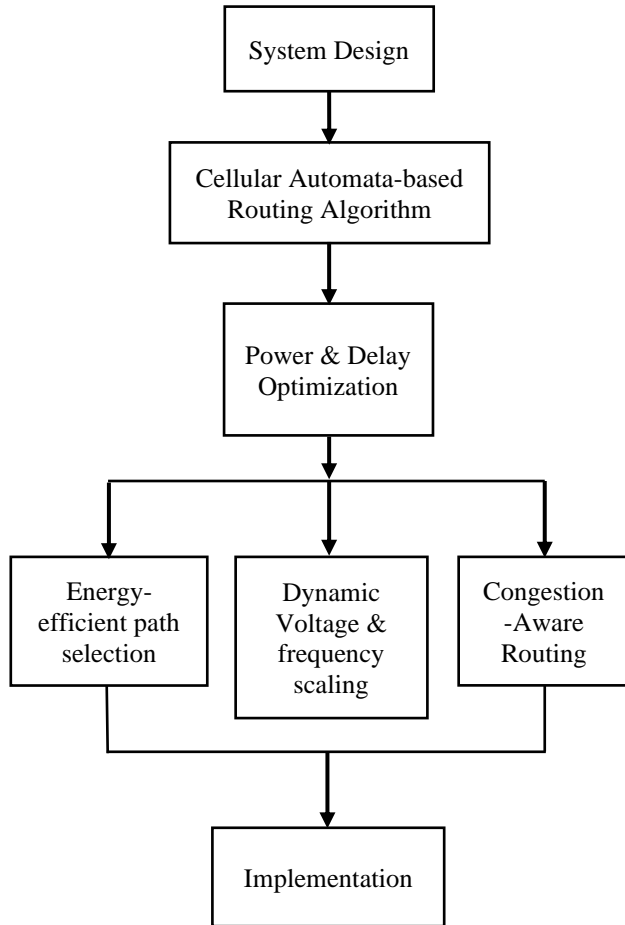 System Design
Cellular Automata-based
Routing Algorithm
Power & Delay
Optimization
Energy-
efficient path
selection
Dynamic
Voltage &
frequency
scaling
Congestion
-Aware
Routing
Implementation